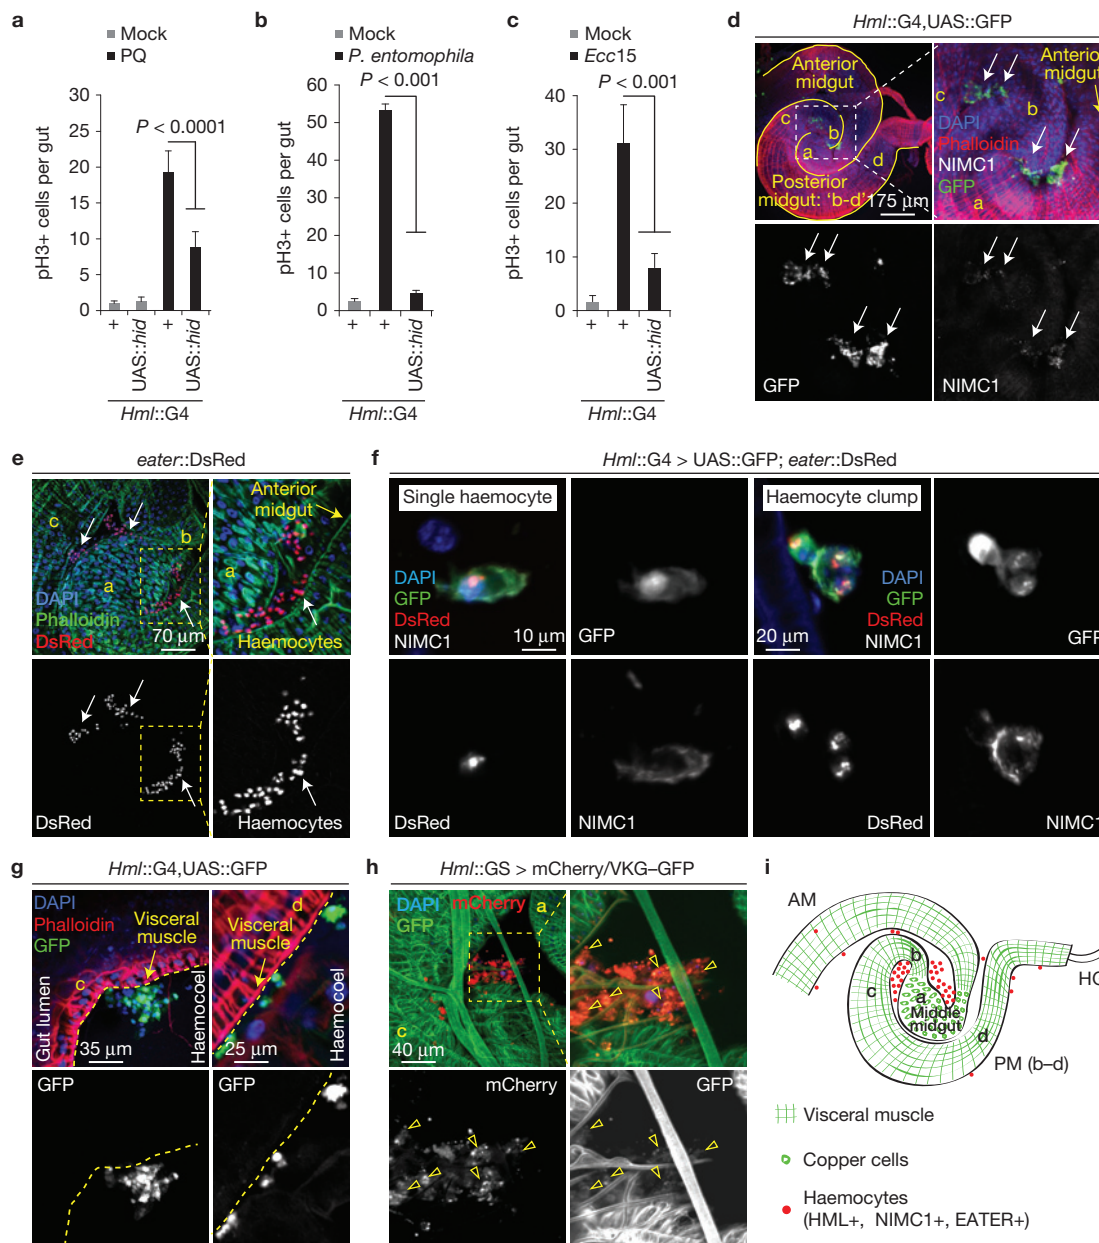 a
Mock
PQ
P < 0.0001
pH3+ cells per gut
30
25
20
15
10
5
0
+
UAS::hid
+
UAS::hid
Hml::G4
b
Mock
P. entomophila
P < 0.001
pH3+ cells per gut
60
50
40
30
20
10
0
+
+
UAS::hid
Hml::G4
c
Mock
Ecc15
P < 0.001
pH3+ cells per gut
40
30
20
10
0
+
+
UAS::hid
Hml::G4
d
Hml::G4,UAS::GFP
Anterior
midgut
c
b
a
d
Posterior
midgut: 'b-d'
175 μm
Anterior
midgut
c
b
DAPI
Phalloidin
NIMC1
GFP
a
GFP
NIMC1
e
eater::DsRed
c
b
a
DAPI
Phalloidin
DsRed
70 μm
Anterior
midgut
a
Haemocytes
DsRed
Haemocytes
f
Hml::G4 > UAS::GFP; eater::DsRed
Single haemocyte
DAPI
GFP
DsRed
NIMC1
10 μm
GFP
Haemocyte clump
DAPI
GFP
DsRed
NIMC1
20 μm
GFP
DsRed
NIMC1
DsRed
NIMC1
g
Hml::G4,UAS::GFP
DAPI
Phalloidin
GFP
Visceral
muscle
c
Gut lumen
Haemocoel
35 μm
d
Visceral
muscle
Haemocoel
25 μm
GFP
GFP
h
Hml::GS > mCherry/VKG–GFP
DAPI
GFP
mCherry
a
c
40 μm
mCherry
GFP
i
AM
b
c
a
Middle
midgut
d
HG
PM (b–d)
Visceral muscle
Copper cells
Haemocytes
(HML+, NIMC1+, EATER+)